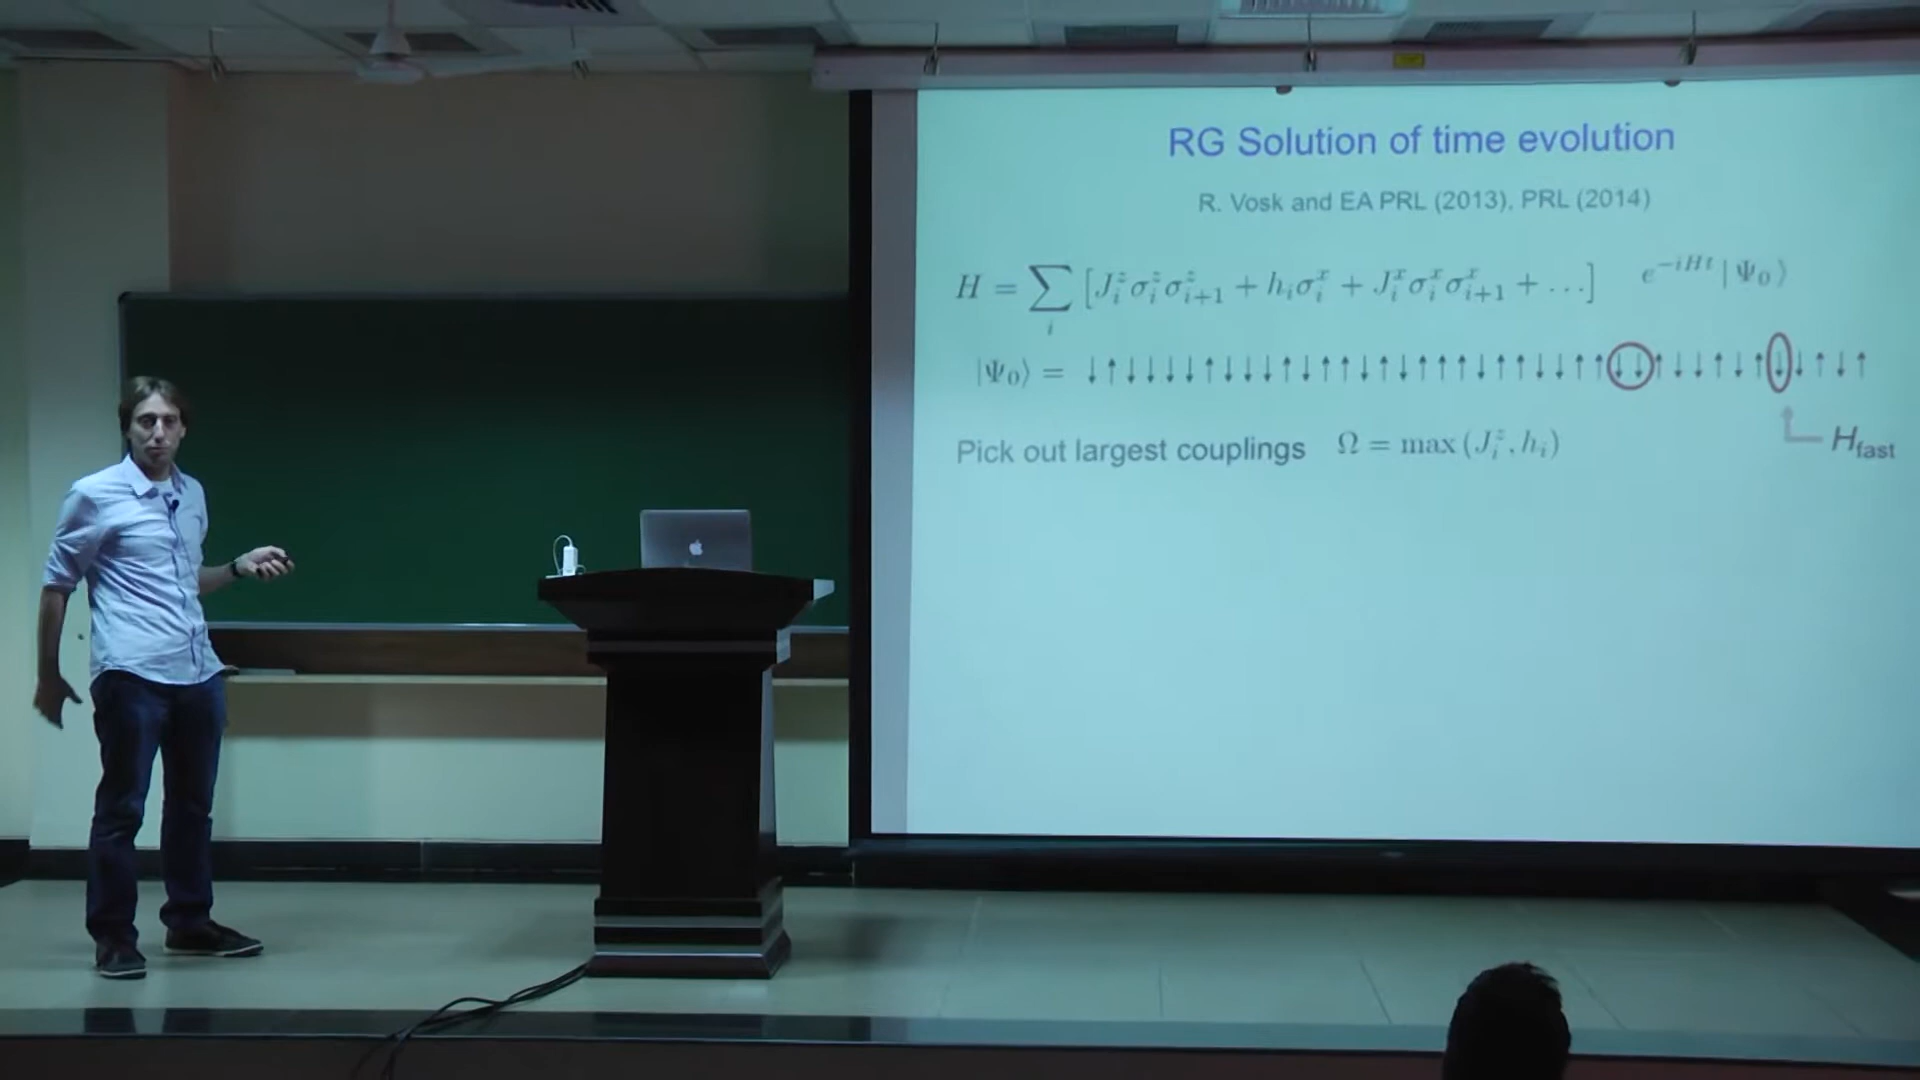 RG Solution of time evolution
R. Vosk and EA PRL (2013), PRL (2014)
H = ∑_i [J_i^z σ_i^z σ_{i+1}^z + h_i σ_i^x + J_i^x σ_i^x σ_{i+1}^x + ...] e^{-iHt} |Ψ_0⟩
|Ψ_0⟩ = ↓↑↓↓↓↓↑↓↓↓↑↓↑↑↓↑↓↑↑↑↓↑↑↓↓↑↑↓↓↑↓↓↑↓↑↓↓↑↓↑
Pick out largest couplings Ω = max (J_i^z, h_i)
H_fast